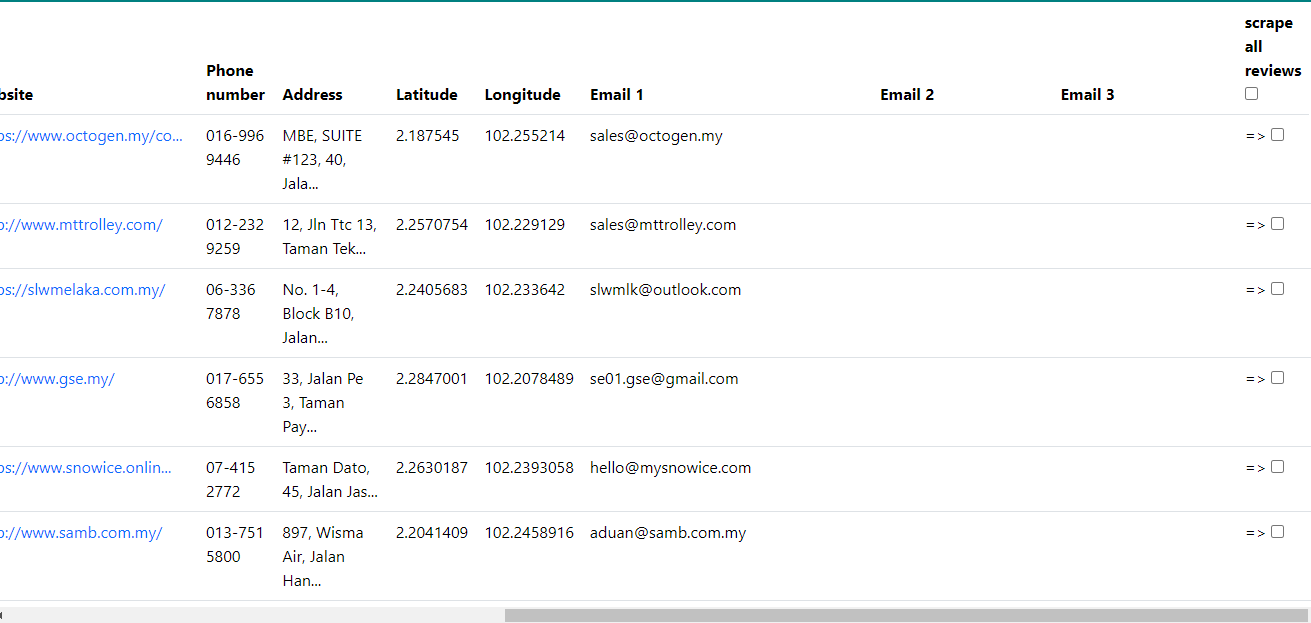 scrape
all
reviews
Phone
number
bsite Address Latitude Longitude Email 1 Email 2 Email 3
ps://www.octogen.my/co... 016-996 MBE, SUITE 2.187545 102.255214 sales@octogen.my =>
9446 #123, 40,
Jala...
p://www.mttrolley.com/ 012-232 12, Jln Ttc 13, 2.2570754 102.229129 sales@mttrolley.com =>
9259 Taman Tek...
ps://slwmelaka.com.my/ 06-336 No. 1-4, 2.2405683 102.233642 slwmlk@outlook.com =>
7878 Block B10,
Jalan...
p://www.gse.my/ 017-655 33, Jalan Pe 2.2847001 102.2078489 se01.gse@gmail.com =>
6858 3, Taman
Pay...
ps://www.snowice.onlin... 07-415 Taman Dato, 2.2630187 102.2393058 hello@mysnowice.com =>
2772 45, Jalan Jas...
p://www.samb.com.my/ 013-751 897, Wisma 2.2041409 102.2458916 aduan@samb.com.my =>
5800 Air, Jalan
Han...